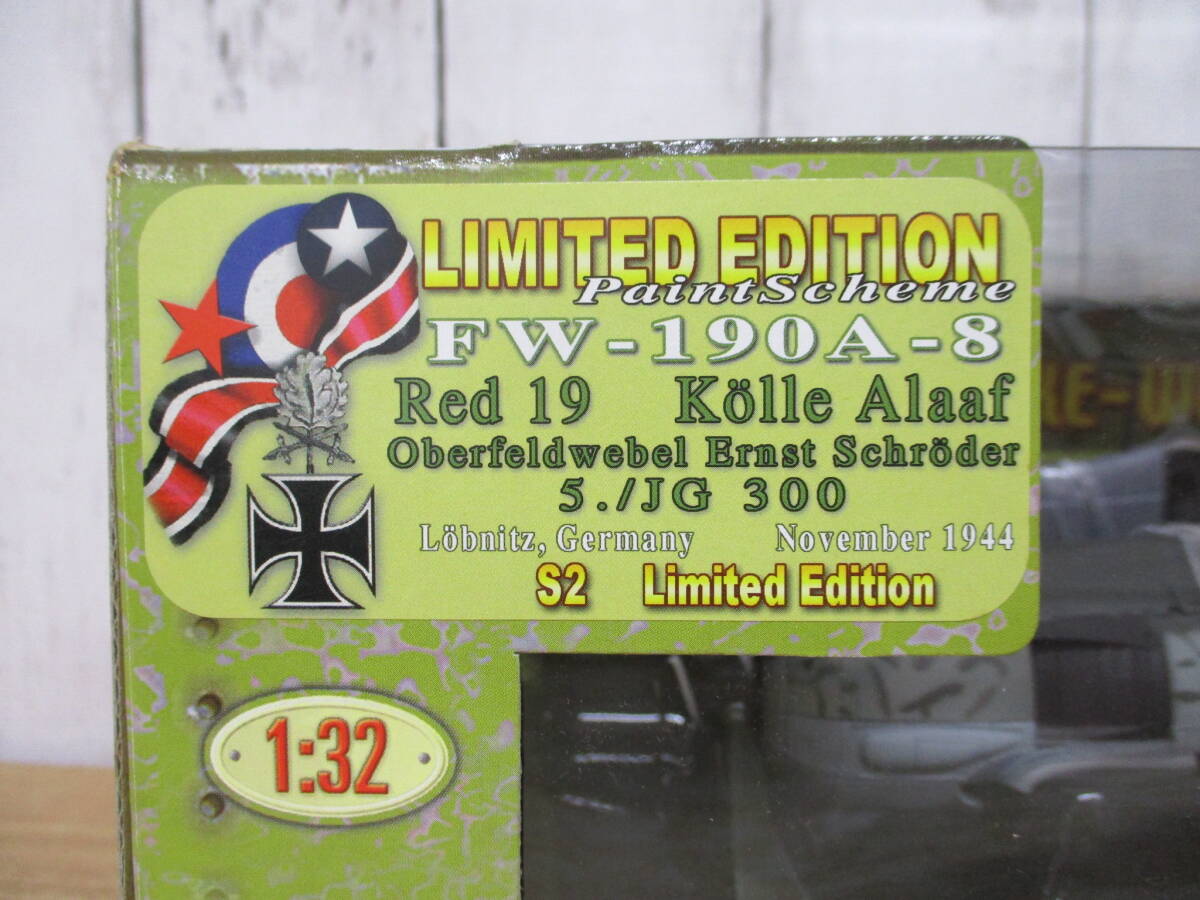 LIMITED EDITION
PaintScheme
FW-190A-8
Red 19 Kölle Alaaf
Oberfeldwebel Ernst Schröder
5./JG 300
Löbnitz, Germany November 1944
S2 Limited Edition
1:32